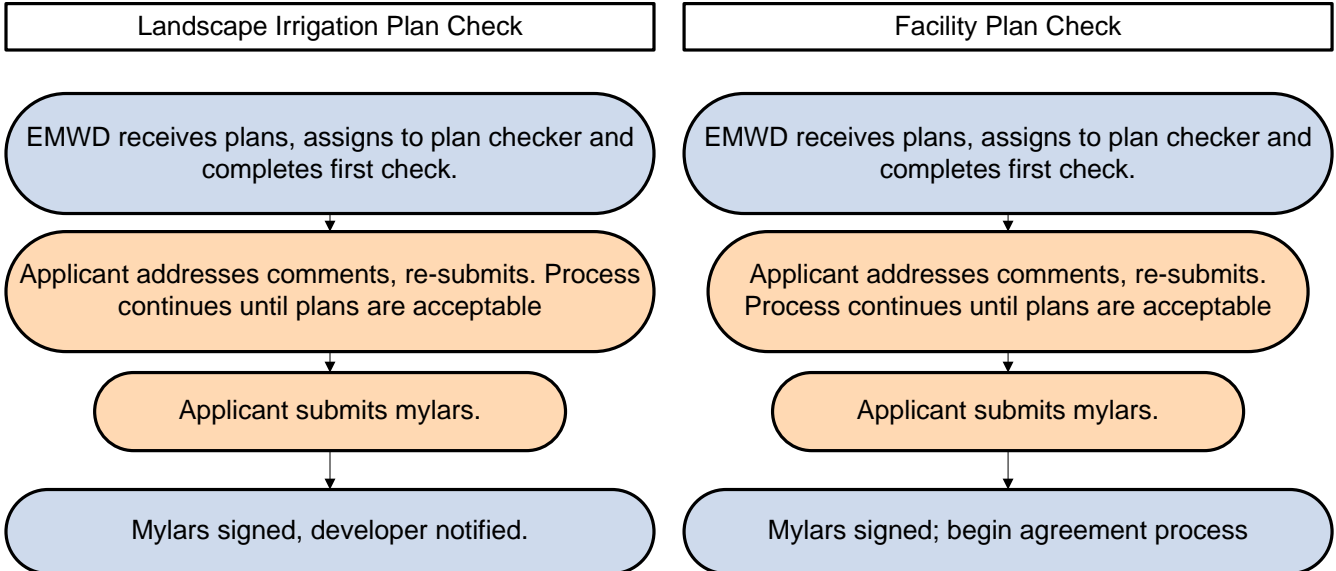 Landscape Irrigation Plan Check
EMWD receives plans, assigns to plan checker and
completes first check.
Applicant addresses comments, re-submits. Process
continues until plans are acceptable
Applicant submits mylars.
Mylars signed, developer notified.
Facility Plan Check
EMWD receives plans, assigns to plan checker and
completes first check.
Applicant addresses comments, re-submits.
Process continues until plans are acceptable
Applicant submits mylars.
Mylars signed; begin agreement process